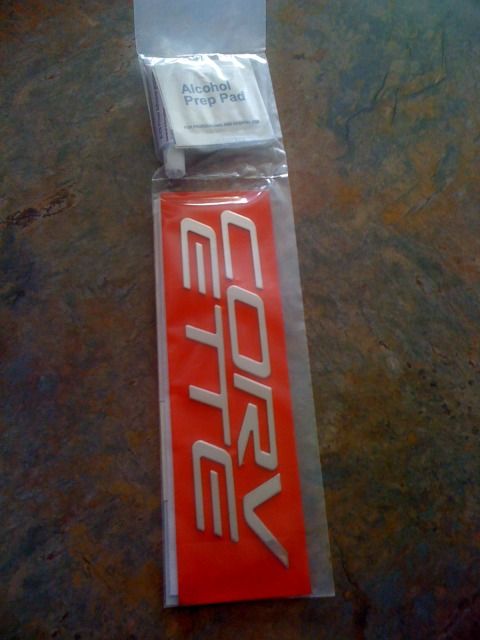 Alcohol
Prep Pad
CORV
ETTE